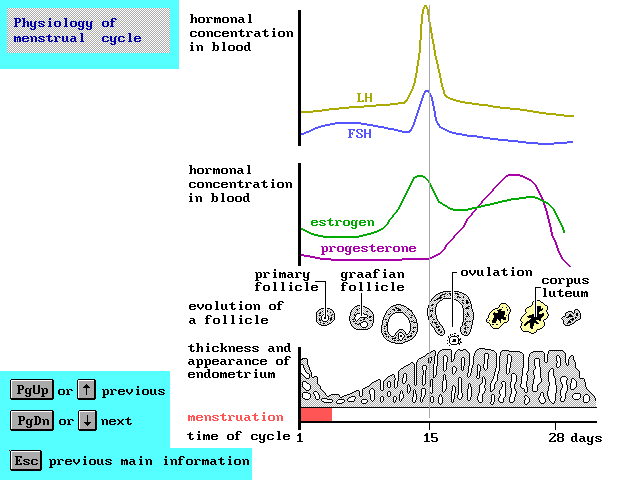 Physiology of
menstrual cycle
hormonal
concentration
in blood
LH
FSH
hormonal
concentration
in blood
estrogen
progesterone
primary
follicle
graafian
follicle
ovulation
corpus
luteum
evolution of
a follicle
thickness and
appearance of
endometrium
menstruation
time of cycle 1 15 28 days
PgUp or ↑ previous
PgDn or ↓ next
Esc previous main information